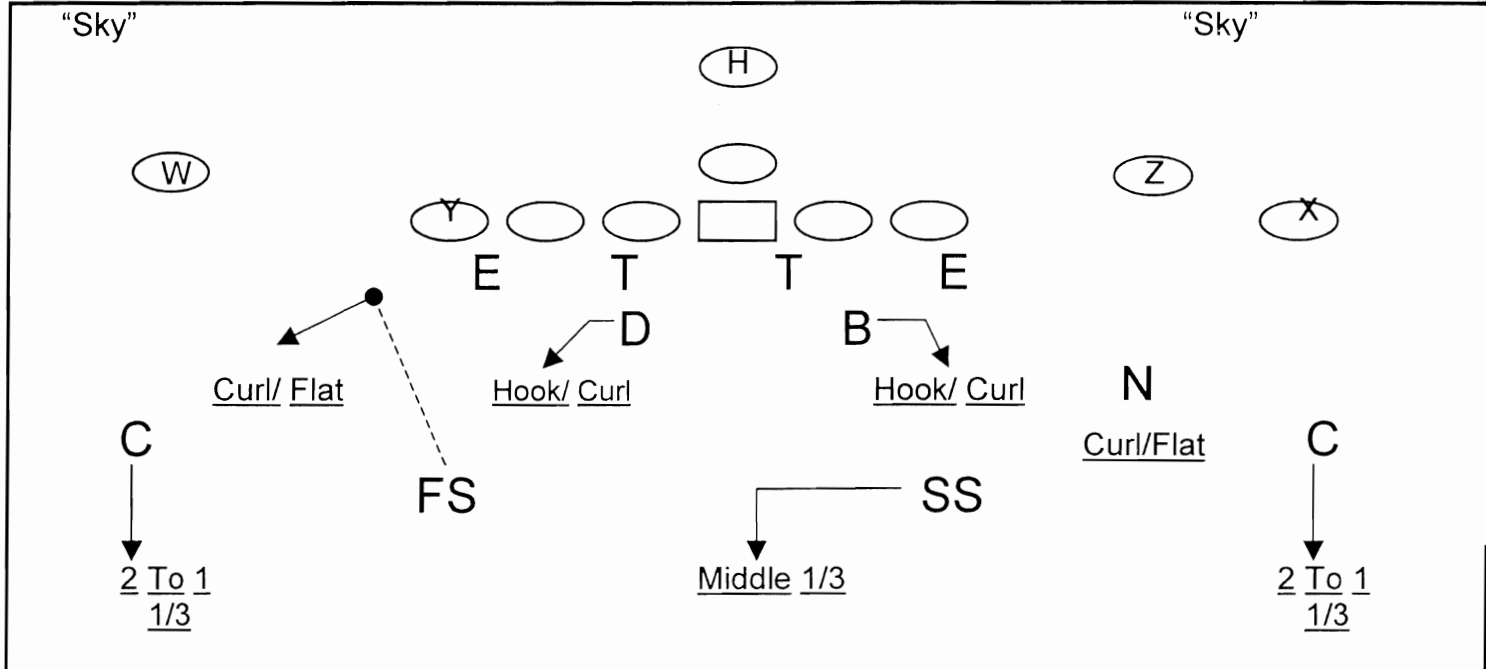 “Sky” “Sky”
H
W Z
Y X
E T T E
D B
Curl/ Flat Hook/ Curl Hook/ Curl N
C Curl/Flat C
FS SS
2 To 1 Middle 1/3 2 To 1
1/3 1/3